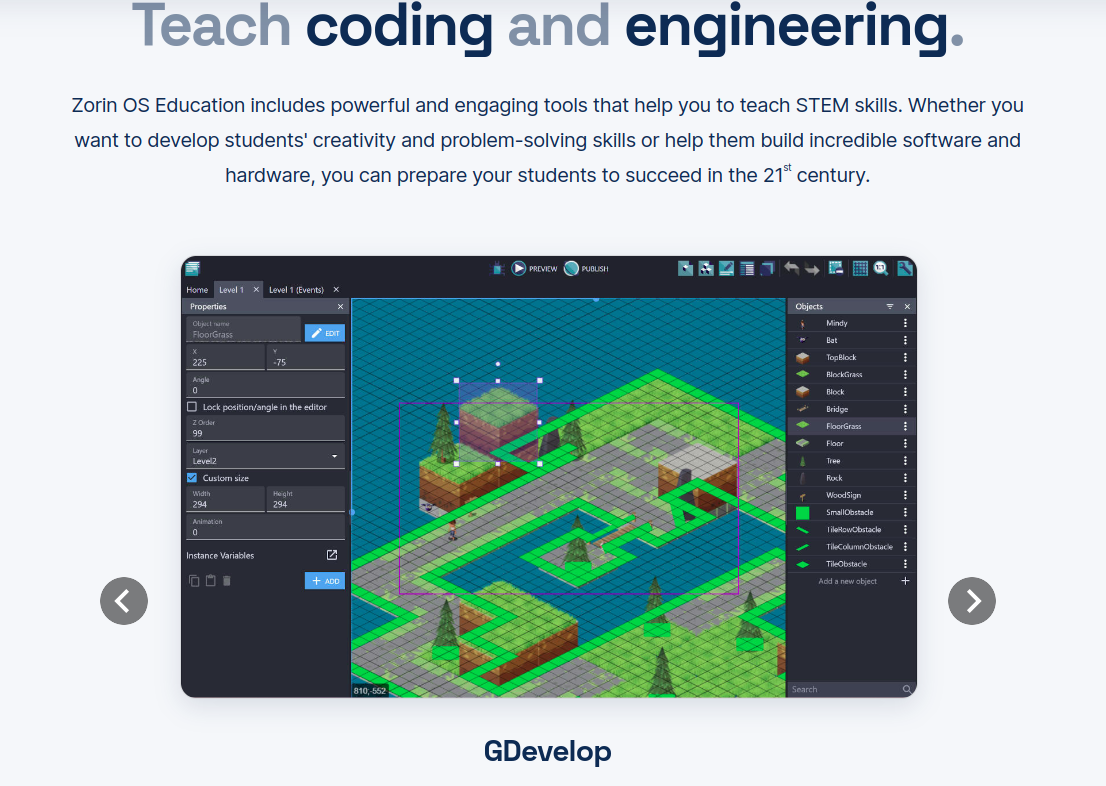 Teach coding and engineering.
Zorin OS Education includes powerful and engaging tools that help you to teach STEM skills. Whether you
want to develop students' creativity and problem-solving skills or help them build incredible software and
hardware, you can prepare your students to succeed in the 21st century.
PREVIEW PUBLISH
Home Level 1 Level 1 (Events)
Properties
Object name
FloorGrass
EDIT
X Y
225 -75
Angle
0
Lock position/angle in the editor
Z Order
99
Layer
Level2
Custom size
Width Height
294 294
Animation
0
Instance Variables
ADD
810;-552
Objects
Mindy
Bat
TopBlock
BlockGrass
Block
Bridge
FloorGrass
Floor
Tree
Rock
WoodSign
SmallObstacle
TileRowObstacle
TileColumnObstacle
TileObstacle
Add a new object
Search
GDevelop